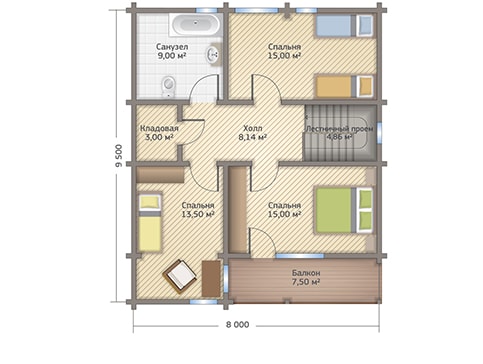 Санузел
9,00 м²
Спальня
15,00 м²
Кладовая
3,00 м²
Холл
8,14 м²
Лестничный проем
4,86 м²
9 500
Спальня
13,50 м²
Спальня
15,00 м²
Балкон
7,50 м²
8 000